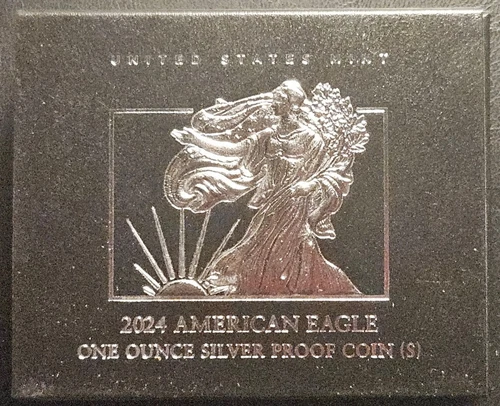 UNITED STATES MINT
2024 AMERICAN EAGLE
ONE OUNCE SILVER PROOF COIN (S)